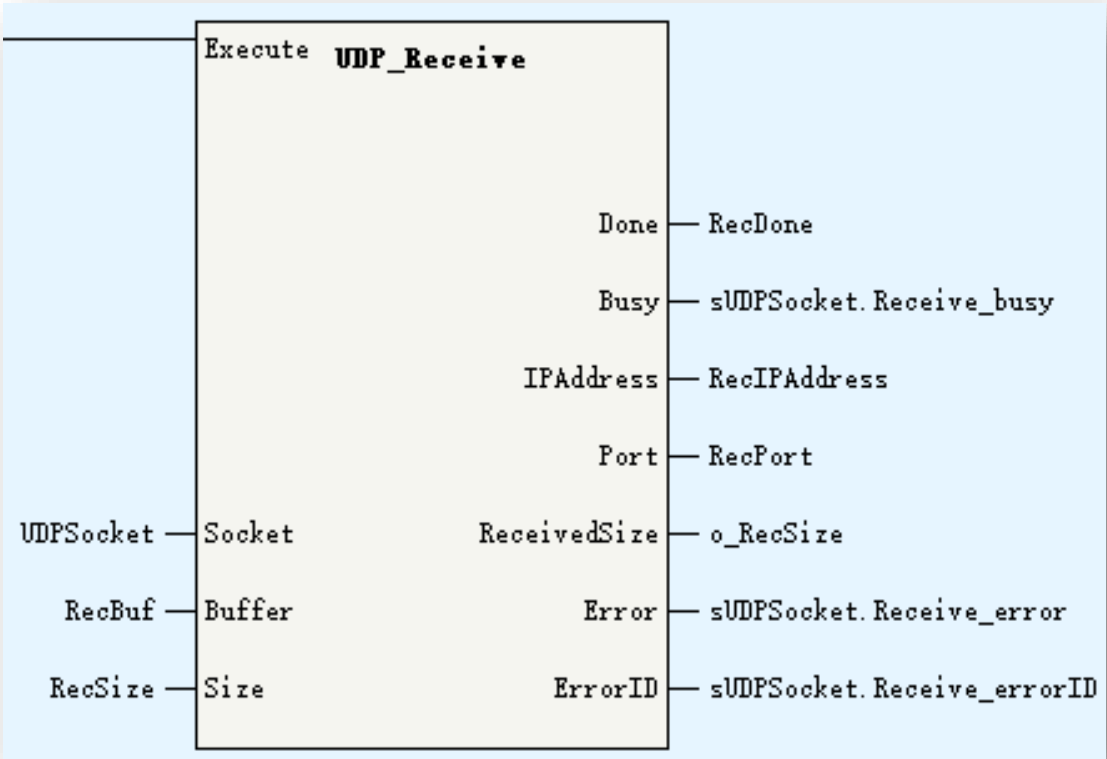 Execute UDP_Receive
Done RecDone
Busy sUDPSocket.Receive_busy
IPAddress RecIPAddress
Port RecPort
UDPSocket Socket ReceivedSize o_RecSize
RecBuf Buffer Error sUDPSocket.Receive_error
RecSize Size ErrorID sUDPSocket.Receive_errorID